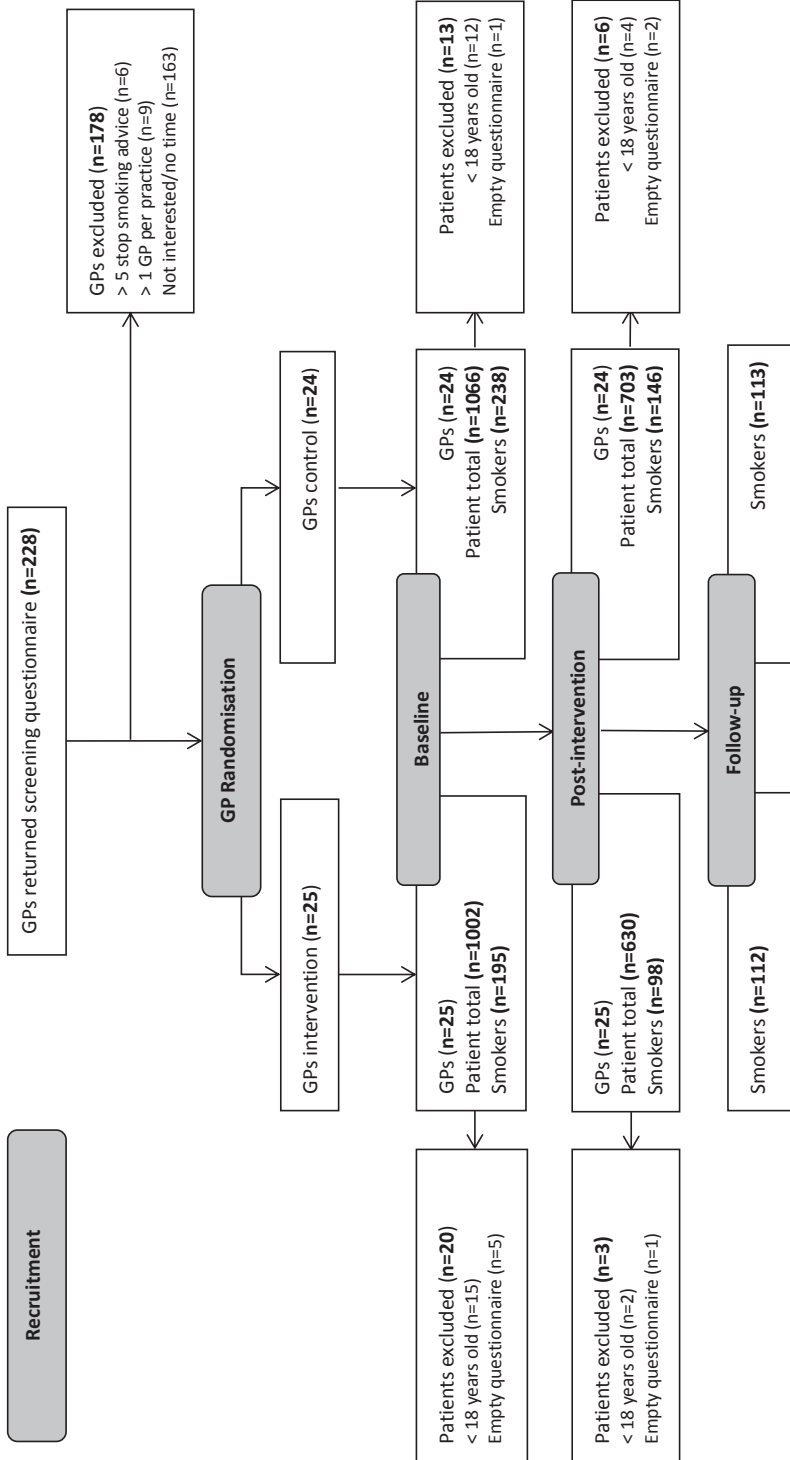 Recruitment
GPs returned screening questionnaire (n=228)
GPs excluded (n=178)
> 5 stop smoking advice (n=6)
> 1 GP per practice (n=9)
Not interested/no time (n=163)
GP Randomisation
GPs intervention (n=25)
GPs control (n=24)
Baseline
Patients excluded (n=20)
< 18 years old (n=15)
Empty questionnaire (n=5)
GPs (n=25)
Patient total (n=1002)
Smokers (n=195)
GPs (n=24)
Patient total (n=1066)
Smokers (n=238)
Patients excluded (n=13)
< 18 years old (n=12)
Empty questionnaire (n=1)
Post-intervention
Patients excluded (n=3)
< 18 years old (n=2)
Empty questionnaire (n=1)
GPs (n=25)
Patient total (n=630)
Smokers (n=98)
GPs (n=24)
Patient total (n=703)
Smokers (n=146)
Patients excluded (n=6)
< 18 years old (n=4)
Empty questionnaire (n=2)
Follow-up
Smokers (n=112)
Smokers (n=113)